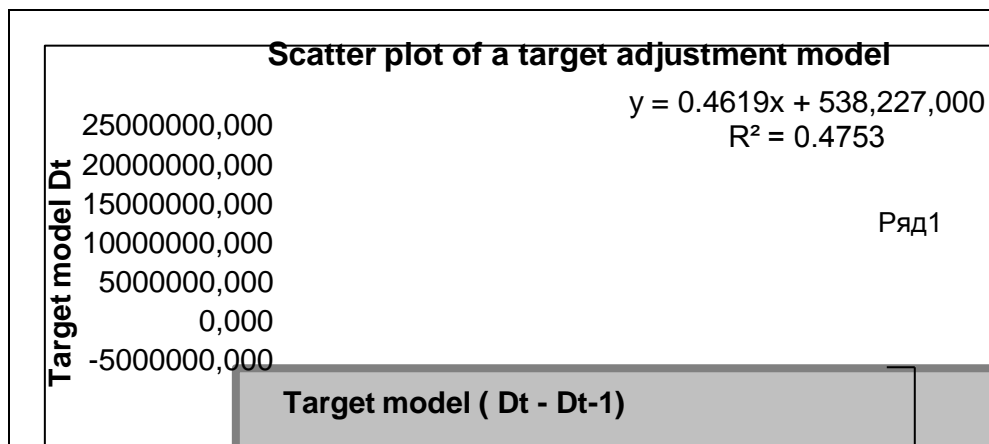 Scatter plot of a target adjustment model
y = 0.4619x + 538,227,000
R² = 0.4753
Target model Dt
25000000,000
20000000,000
15000000,000
10000000,000
5000000,000
0,000
-5000000,000
Ряд1
Target model ( Dt - Dt-1)